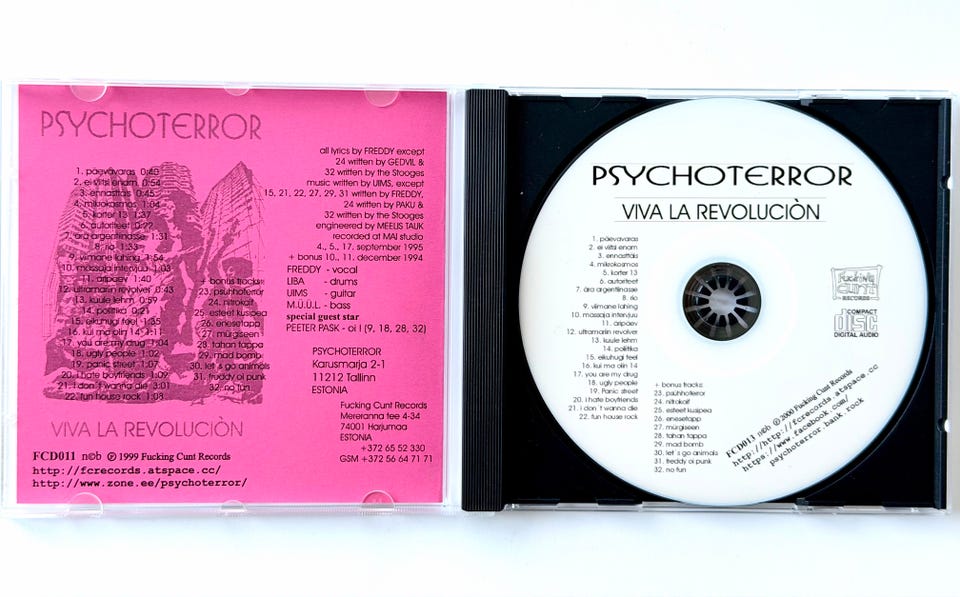 PSYCHOTERROR
1. päevavaras 0:40
2. ei viitsi enam 0:54
3. ennasttäis 0:45
4. mikrokosmos 1:04
5. korter 13 1:37
6. autoriteet 0:22
7. ära argentiinasse 1:31
8. rio 1:33
9. viimane lahing 1:54
10. massaja intervjuu 1:03
11. äripäev 1:40
12. ultramariin revolver 0:43
13. kuule lehm 0:59
14. poliitika 0:21
15. eikuhugi teel 1:35
16. kui ma olin 14 1:11
17. you are my drug 1:04
18. ugly people 1:02
19. panic street 1:07
20. i hate boyfriends 1:09
21. i don´t wanna die 3:01
22. fun house rock 1:08
+ bonus tracks:
23. psühhoterror
24. nitrokaif
25. esteet kuspea
26. enesetapp
27. mürgiseen
28. tahan tappa
29. mad bomb
30. let´s go animals
31. freddy oi punk
32. no fun
VIVA LA REVOLUCIÒN
FCD011 n©b ℗ 1999 Fucking Cunt Records
http://fcrecords.atspace.cc/
http://www.zone.ee/psychoterror/
all lyrics by FREDDY except
24 written by GEDVIL &
32 written by the Stooges
music written by UIMS, except
15, 21, 22, 27, 29, 31 written by FREDDY,
24 written by PAKU &
32 written by the Stooges
engineered by MEELIS TAUK
recorded at MAI studio
4., 5., 17. september 1995
+ bonus 10., 11. december 1994
FREDDY - vocal
LIBA - drums
UIMS - guitar
M.U.U.L. - bass
special guest star
PEETER PASK - oi ! (9, 18, 28, 32)
PSYCHOTERROR
Karusmarja 2-1
11212 Tallinn
ESTONIA
Fucking Cunt Records
Mereranna tee 4-34
74001 Harjumaa
ESTONIA
+372 65 52 330
GSM +372 56 64 71 71
PSYCHOTERROR
VIVA LA REVOLUCIÒN
1. päevavaras
2. ei viitsi enam
3. ennasttäis
4. mikrokosmos
5. korter 13
6. autoriteet
7. ära argentiinasse
8. rio
9. viimane lahing
10. massaja intervjuu
11. äripäev
12. ultramariin revolver
13. kuule lehm
14. poliitika
15. eikuhugi teel
16. kui ma olin 14
17. you are my drug
18. ugly people
19. Panic street
20. i hate boyfriends
21. i don´t wanna die
22. fun house rock
+ bonus tracks:
23. psühhoterror
24. nitrokaif
25. esteet kuspea
26. enesetapp
27. mürgiseen
28. tahan tappa
29. mad bomb
30. let´s go animals
31. freddy oi punk
32. no fun
Fucking
Cunt
RECORDS
COMPACT
disc
DIGITAL AUDIO
FCD013 n©b ℗ 2000 Fucking Cunt Records
http://http://fcrecords.atspace.cc
https://www.facebook.com/
psychoterror.bank.rock